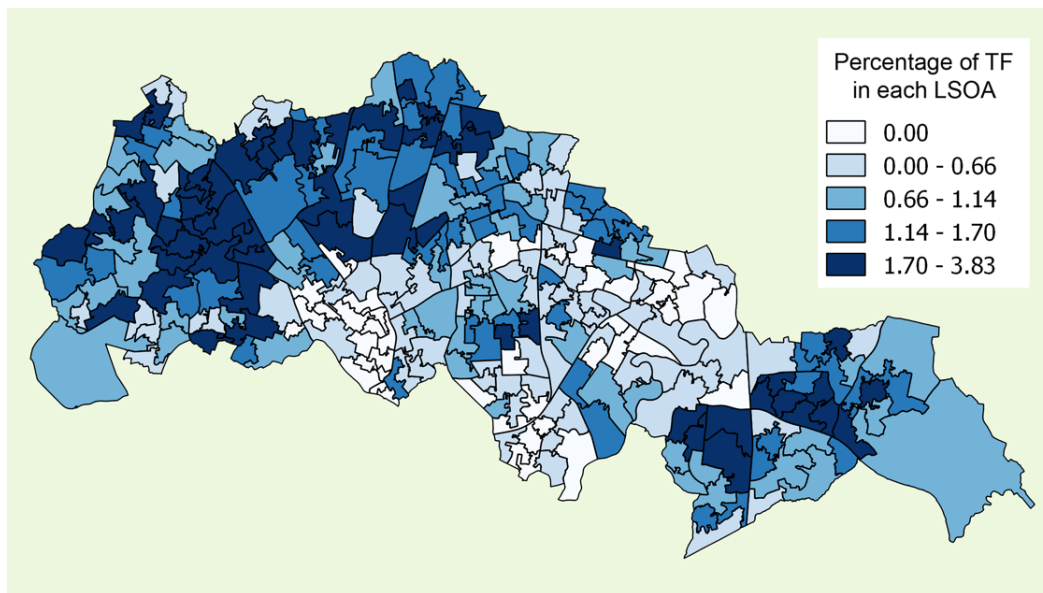 Percentage of TF
in each LSOA
0.00
0.00 - 0.66
0.66 - 1.14
1.14 - 1.70
1.70 - 3.83